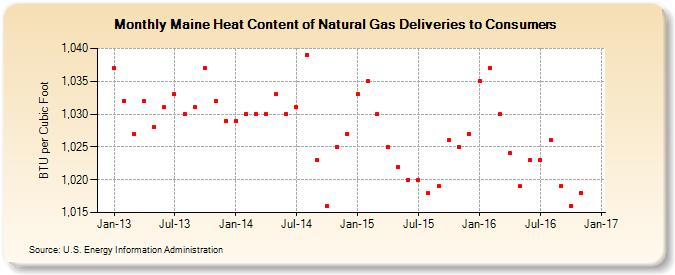 Monthly Maine Heat Content of Natural Gas Deliveries to Consumers
BTU per Cubic Foot
1,040
1,035
1,030
1,025
1,020
1,015
Jan-13 Jul-13 Jan-14 Jul-14 Jan-15 Jul-15 Jan-16 Jul-16 Jan-17
Source: U.S. Energy Information Administration